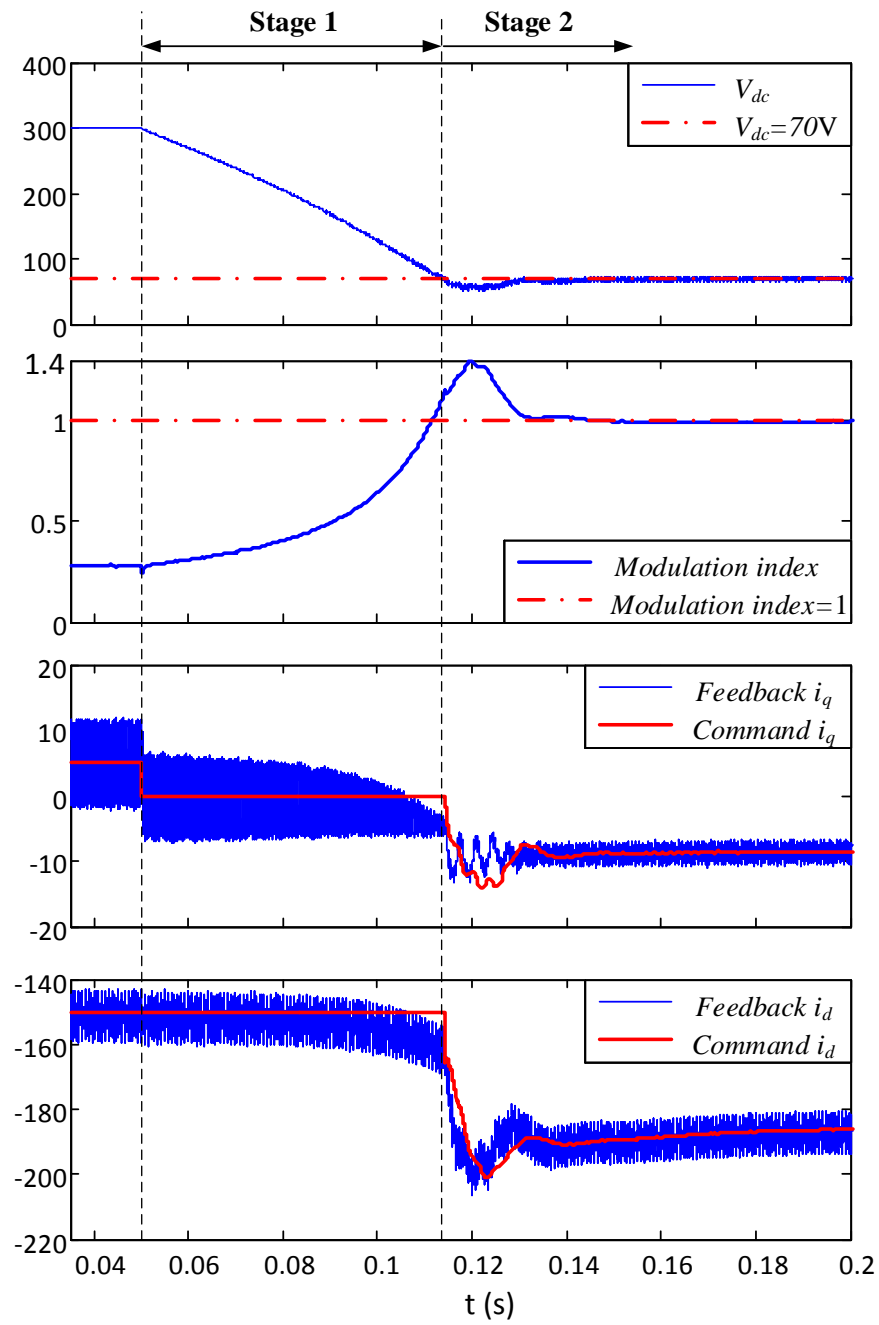 Stage 1 Stage 2
400
300
200
100
0
V_dc
V_dc=70V
1.4
1
0.5
0
Modulation index
Modulation index=1
20
10
0
-10
-20
Feedback i_q
Command i_q
-140
-160
-180
-200
-220
Feedback i_d
Command i_d
0.04 0.06 0.08 0.1 0.12 0.14 0.16 0.18 0.2
t (s)